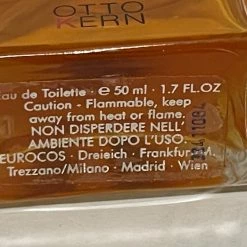 OTTO
KERN
Eau de Toilette · ℮ 50 ml · 1.7 FL.OZ
Caution - Flammable, keep
away from heat or flame.
NON DISPERDERE NELL'
AMBIENTE DOPO L'USO.
EUROCOS · Dreieich · Frankfurt M.
Trezzano/Milano · Madrid · Wien